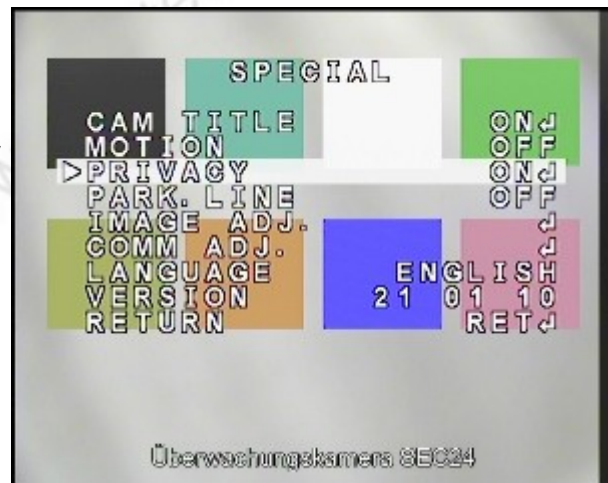 SPECIAL
CAM TITLE ON↲
MOTION OFF
▷PRIVACY ON↲
PARK. LINE OFF
IMAGE ADJ. ↲
COMM ADJ. ↲
LANGUAGE ENGLISH
VERSION 21 01 10
RETURN RET↲
Überwachungskamera SEC24